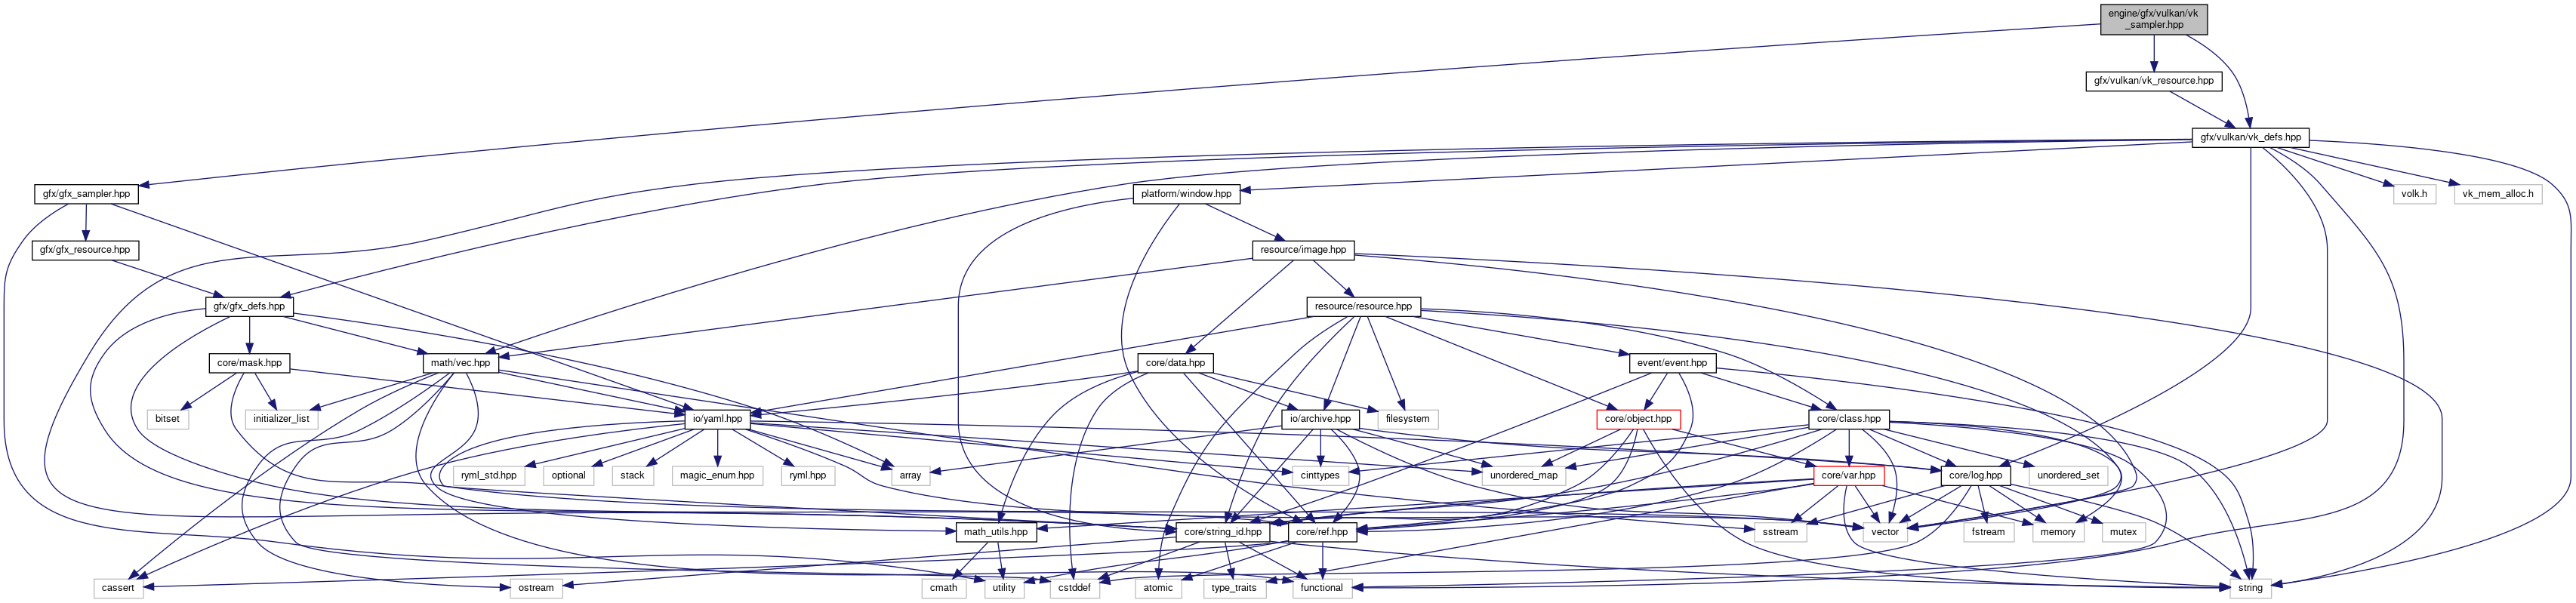 engine/gfx/vulkan/vk
_sampler.hpp
gfx/vulkan/vk_resource.hpp
gfx/vulkan/vk_defs.hpp
gfx/gfx_sampler.hpp
platform/window.hpp
volk.h
vk_mem_alloc.h
gfx/gfx_resource.hpp
resource/image.hpp
gfx/gfx_defs.hpp
resource/resource.hpp
core/mask.hpp
math/vec.hpp
core/data.hpp
event/event.hpp
bitset
initializer_list
io/yaml.hpp
io/archive.hpp
filesystem
core/object.hpp
core/class.hpp
ryml_std.hpp
optional
stack
magic_enum.hpp
ryml.hpp
array
cinttypes
unordered_map
core/var.hpp
core/log.hpp
unordered_set
math_utils.hpp
core/string_id.hpp
core/ref.hpp
sstream
vector
fstream
memory
mutex
cassert
ostream
cmath
utility
cstddef
atomic
type_traits
functional
string